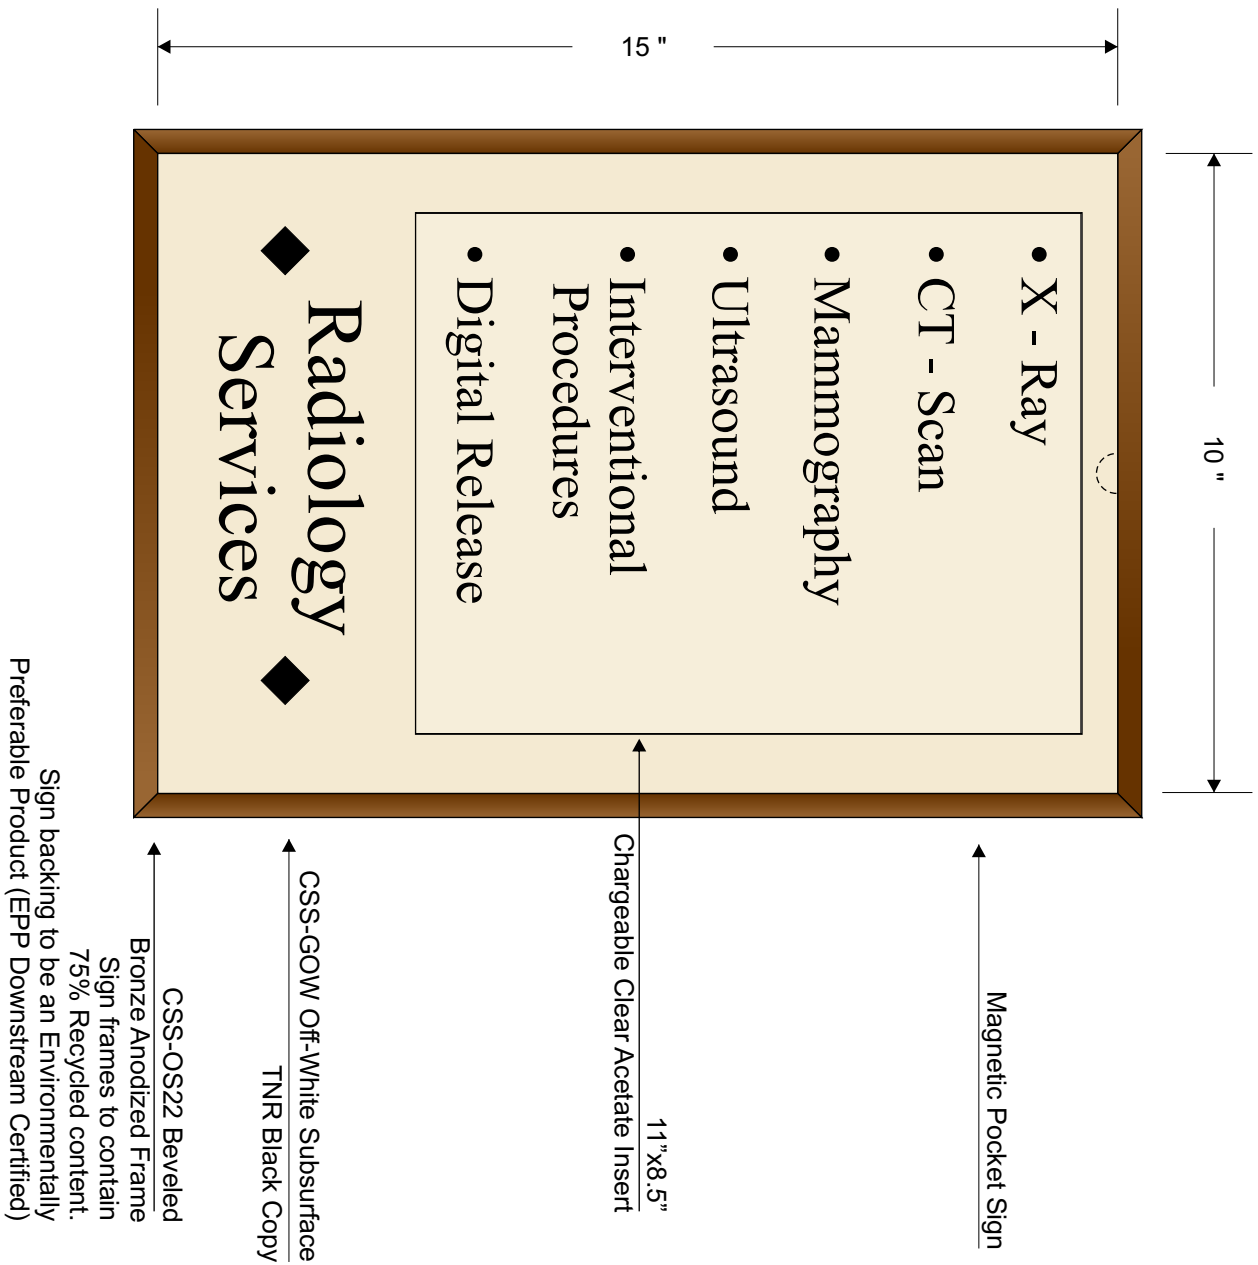 10 "
15 "
• X - Ray
• CT - Scan
• Mammography
• Ultrasound
• Interventional
Procedures
• Digital Release
Radiology
Services
Magnetic Pocket Sign
11”x8.5”
Chargeable Clear Acetate Insert
CSS-GOW Off-White Subsurface
TNR Black Copy
CSS-OS22 Beveled
Bronze Anodized Frame
Sign frames to contain
75% Recycled content.
Sign backing to be an Environmentally
Preferable Product (EPP Downstream Certified)